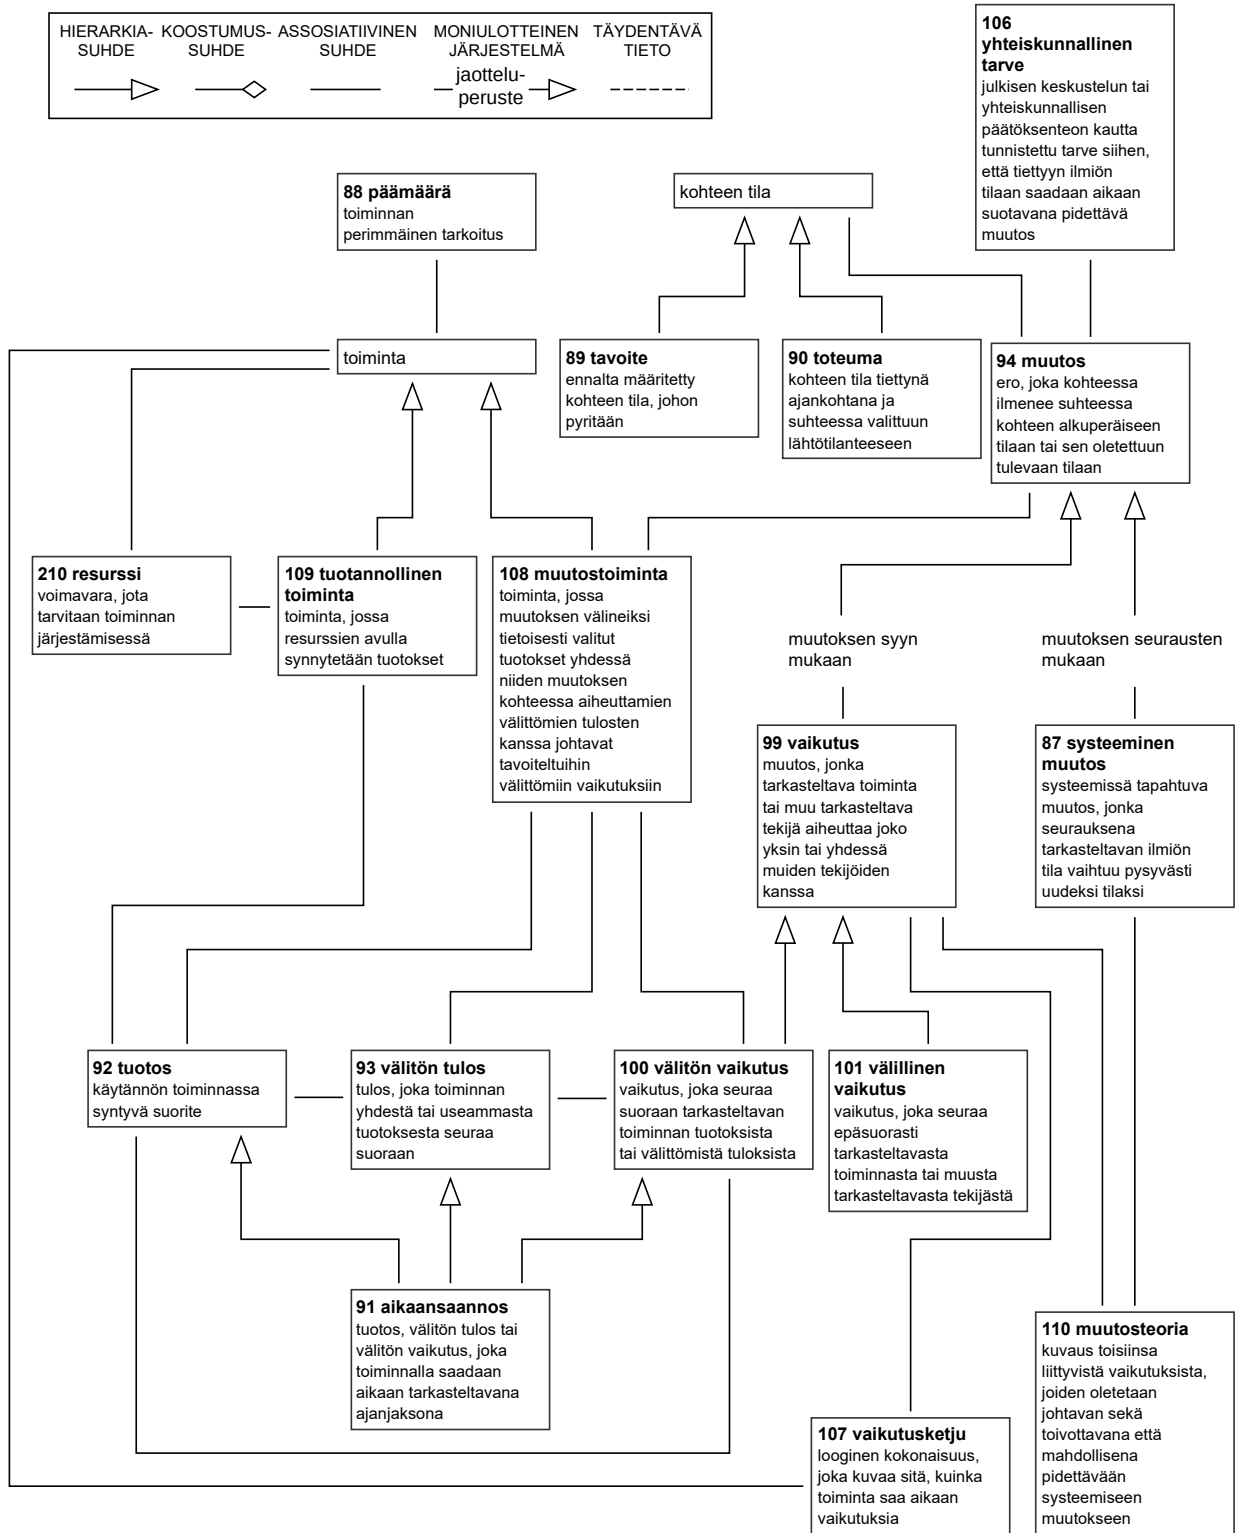 HIERARKIA-
SUHDE
KOOSTUMUS-
SUHDE
ASSOSIATIIVINEN
SUHDE
MONIULOTTEINEN
JÄRJESTELMÄ
jaottelu-
peruste
TÄYDENTÄVÄ
TIETO
106
yhteiskunnallinen
tarve
julkisen keskustelun tai
yhteiskunnallisen
päätöksenteon kautta
tunnistettu tarve siihen,
että tiettyyn ilmiön
tilaan saadaan aikaan
suotavana pidettävä
muutos
88 päämäärä
toiminnan
perimmäinen tarkoitus
kohteen tila
toiminta
89 tavoite
ennalta määritetty
kohteen tila, johon
pyritään
90 toteuma
kohteen tila tiettynä
ajankohtana ja
suhteessa valittuun
lähtötilanteeseen
94 muutos
ero, joka kohteessa
ilmenee suhteessa
kohteen alkuperäiseen
tilaan tai sen oletettuun
tulevaan tilaan
210 resurssi
voimavara, jota
tarvitaan toiminnan
järjestämisessä
109 tuotannollinen
toiminta
toiminta, jossa
resurssien avulla
synnytetään tuotokset
108 muutostoiminta
toiminta, jossa
muutoksen välineiksi
tietoisesti valitut
tuotokset yhdessä
niiden muutoksen
kohteessa aiheuttamien
välittömien tulosten
kanssa johtavat
tavoiteltuihin
välittömiin vaikutuksiin
muutoksen syyn
mukaan
muutoksen seurausten
mukaan
99 vaikutus
muutos, jonka
tarkasteltava toiminta
tai muu tarkasteltava
tekijä aiheuttaa joko
yksin tai yhdessä
muiden tekijöiden
kanssa
87 systeeminen
muutos
systeemissä tapahtuva
muutos, jonka
seurauksena
tarkasteltavan ilmiön
tila vaihtuu pysyvästi
uudeksi tilaksi
92 tuotos
käytännön toiminnassa
syntyvä suorite
93 välitön tulos
tulos, joka toiminnan
yhdestä tai useammasta
tuotoksesta seuraa
suoraan
100 välitön vaikutus
vaikutus, joka seuraa
suoraan tarkasteltavan
toiminnan tuotoksista
tai välittömistä tuloksista
101 välillinen
vaikutus
vaikutus, joka seuraa
epäsuorasti
tarkasteltavasta
toiminnasta tai muusta
tarkasteltavasta tekijästä
91 aikaansaannos
tuotos, välitön tulos tai
välitön vaikutus, joka
toiminnalla saadaan
aikaan tarkasteltavana
ajanjaksona
107 vaikutusketju
looginen kokonaisuus,
joka kuvaa sitä, kuinka
toiminta saa aikaan
vaikutuksia
110 muutosteoria
kuvaus toisiinsa
liittyvistä vaikutuksista,
joiden oletetaan
johtavan sekä
toivottavana että
mahdollisena
pidettävään
systeemiseen
muutokseen